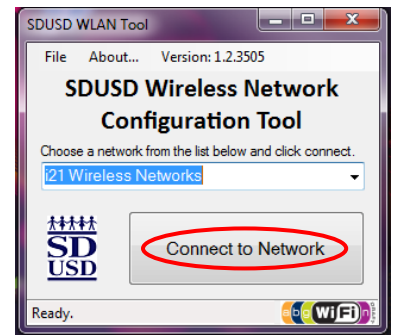 SDUSD WLAN Tool
File About... Version: 1.2.3505
SDUSD Wireless Network
Configuration Tool
Choose a network from the list below and click connect.
i21 Wireless Networks
SD
USD
Connect to Network
Ready.
a b g WiFi n